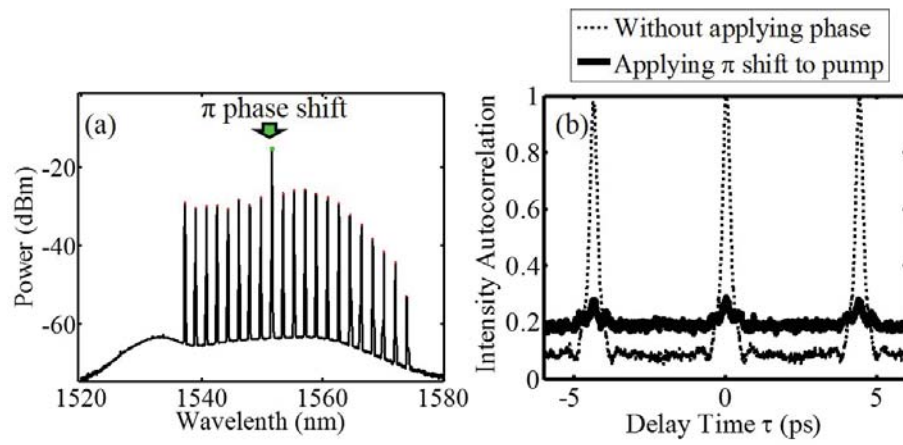 Without applying phase
Applying π shift to pump
π phase shift
(a)
(b)
-20
-40
-60
Power (dBm)
1520 1540 1560 1580
Wavelenth (nm)
1
0.8
0.6
0.4
0.2
0
Intensity Autocorrelation
-5 0 5
Delay Time τ (ps)